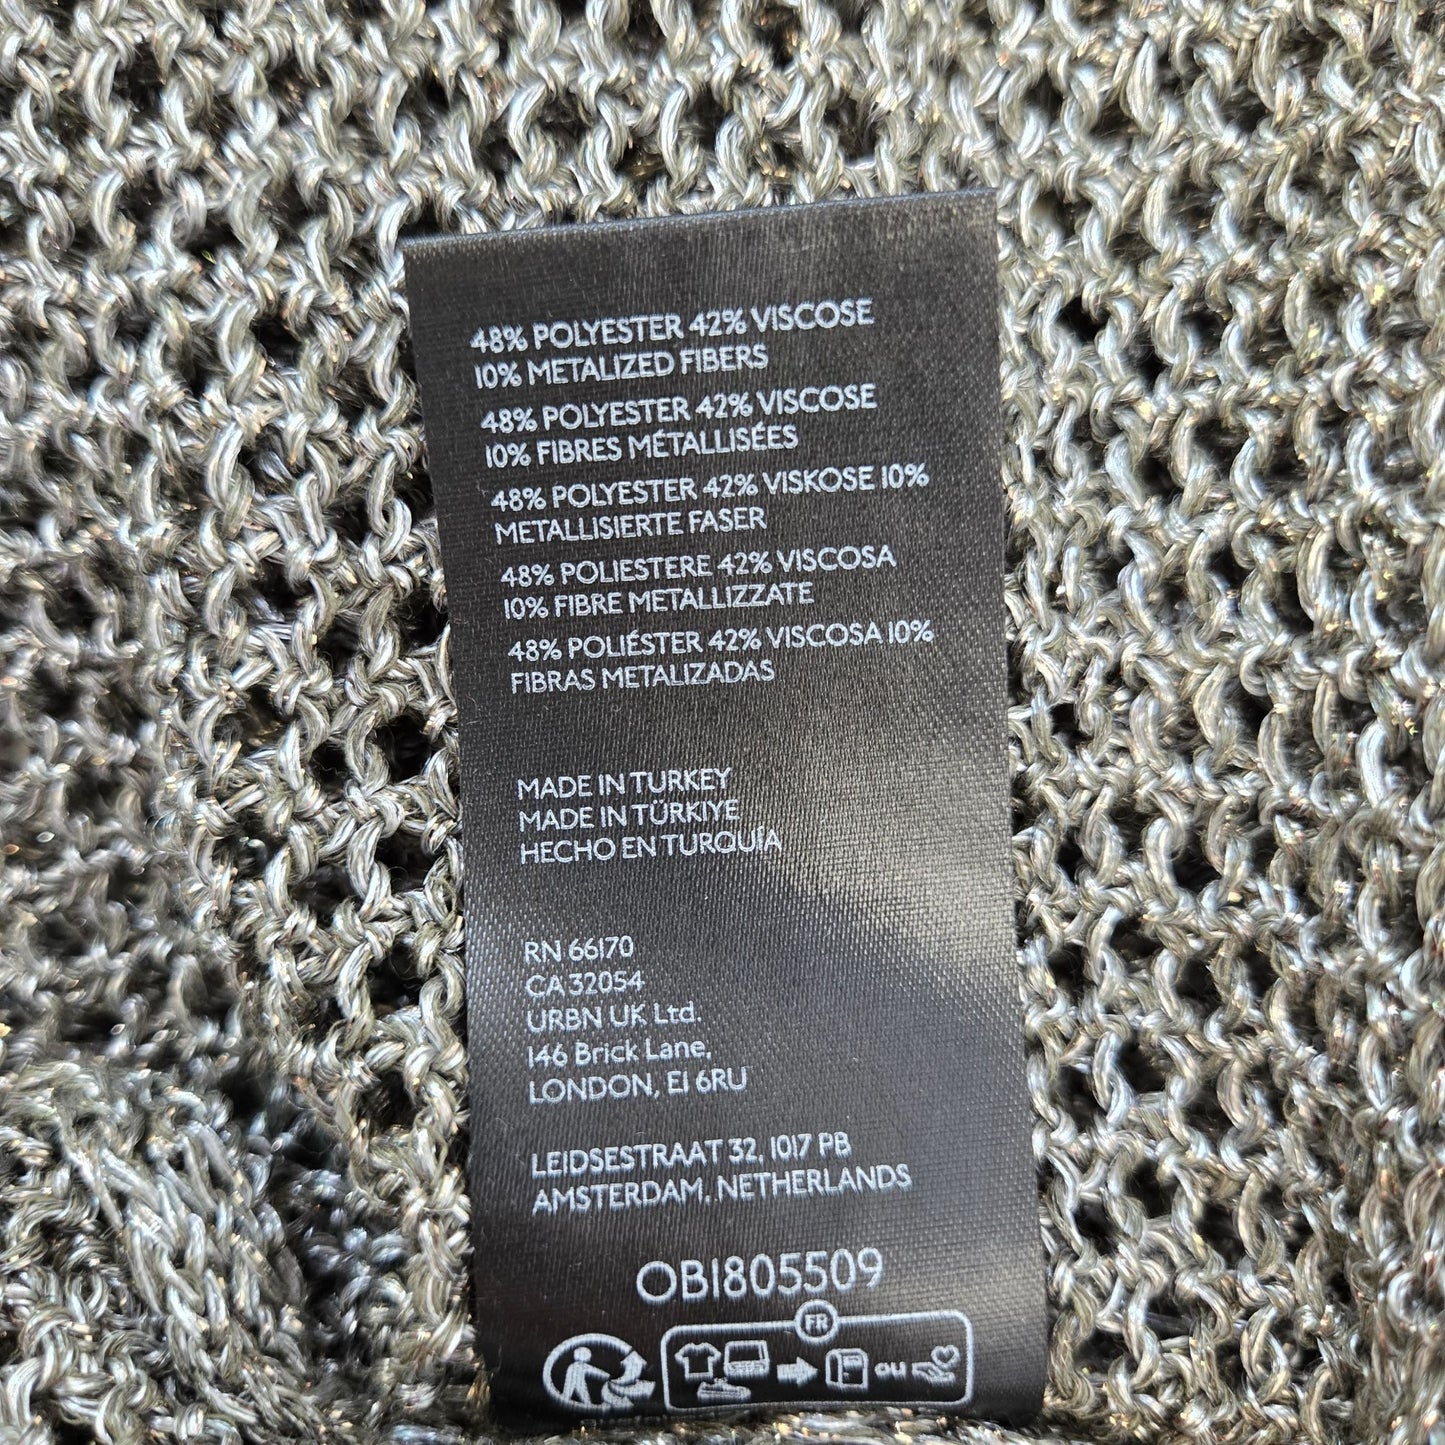 48% POLYESTER 42% VISCOSE
10% METALIZED FIBERS
48% POLYESTER 42% VISCOSE
10% FIBRES MÉTALLISÉES
48% POLYESTER 42% VISKOSE 10%
METALLISIERTE FASER
48% POLIESTERE 42% VISCOSA
10% FIBRE METALLIZZATE
48% POLIÉSTER 42% VISCOSA 10%
FIBRAS METALIZADAS
MADE IN TURKEY
MADE IN TÜRKIYE
HECHO EN TURQUÍA
RN 66170
CA 32054
URBN UK Ltd.
146 Brick Lane,
LONDON, E1 6RU
LEIDSESTRAAT 32, 1017 PB
AMSTERDAM, NETHERLANDS
OB1805509
FR
ou